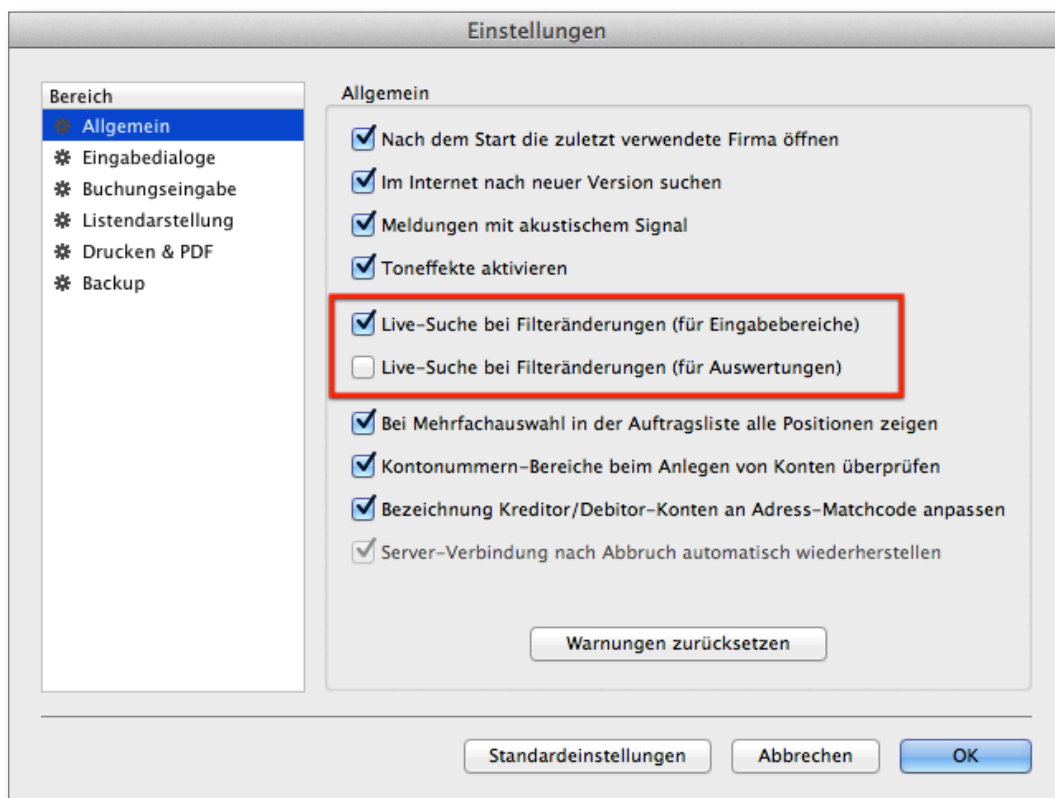 Einstellungen
Bereich
Allgemein
Eingabedialoge
Buchungseingabe
Listendarstellung
Drucken & PDF
Backup
Allgemein
Nach dem Start die zuletzt verwendete Firma öffnen
Im Internet nach neuer Version suchen
Meldungen mit akustischem Signal
Toneffekte aktivieren
Live-Suche bei Filteränderungen (für Eingabebereiche)
Live-Suche bei Filteränderungen (für Auswertungen)
Bei Mehrfachauswahl in der Auftragsliste alle Positionen zeigen
Kontonummern-Bereiche beim Anlegen von Konten überprüfen
Bezeichnung Kreditor/Debitor-Konten an Adress-Matchcode anpassen
Server-Verbindung nach Abbruch automatisch wiederherstellen
Warnungen zurücksetzen
Standardeinstellungen
Abbrechen
OK